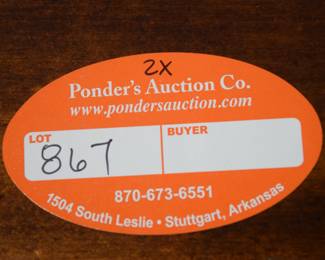 2X
Ponder's Auction Co.
www.pondersauction.com
LOT
BUYER
867
870-673-6551
1504 South Leslie • Stuttgart, Arkansas